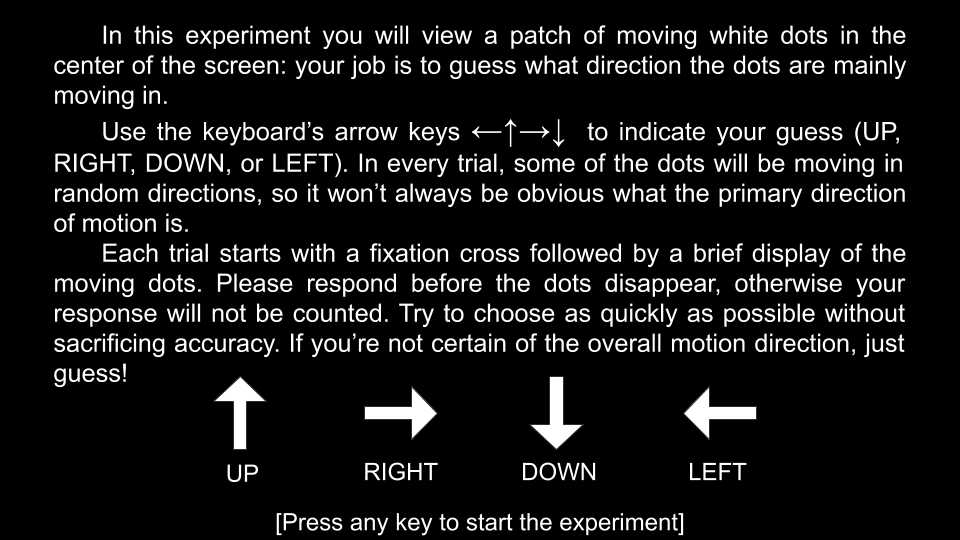 In this experiment you will view a patch of moving white dots in the
center of the screen: your job is to guess what direction the dots are mainly
moving in.
Use the keyboard’s arrow keys ←↑→↓ to indicate your guess (UP,
RIGHT, DOWN, or LEFT). In every trial, some of the dots will be moving in
random directions, so it won’t always be obvious what the primary direction
of motion is.
Each trial starts with a fixation cross followed by a brief display of the
moving dots. Please respond before the dots disappear, otherwise your
response will not be counted. Try to choose as quickly as possible without
sacrificing accuracy. If you’re not certain of the overall motion direction, just
guess!
UP RIGHT DOWN LEFT
[Press any key to start the experiment]